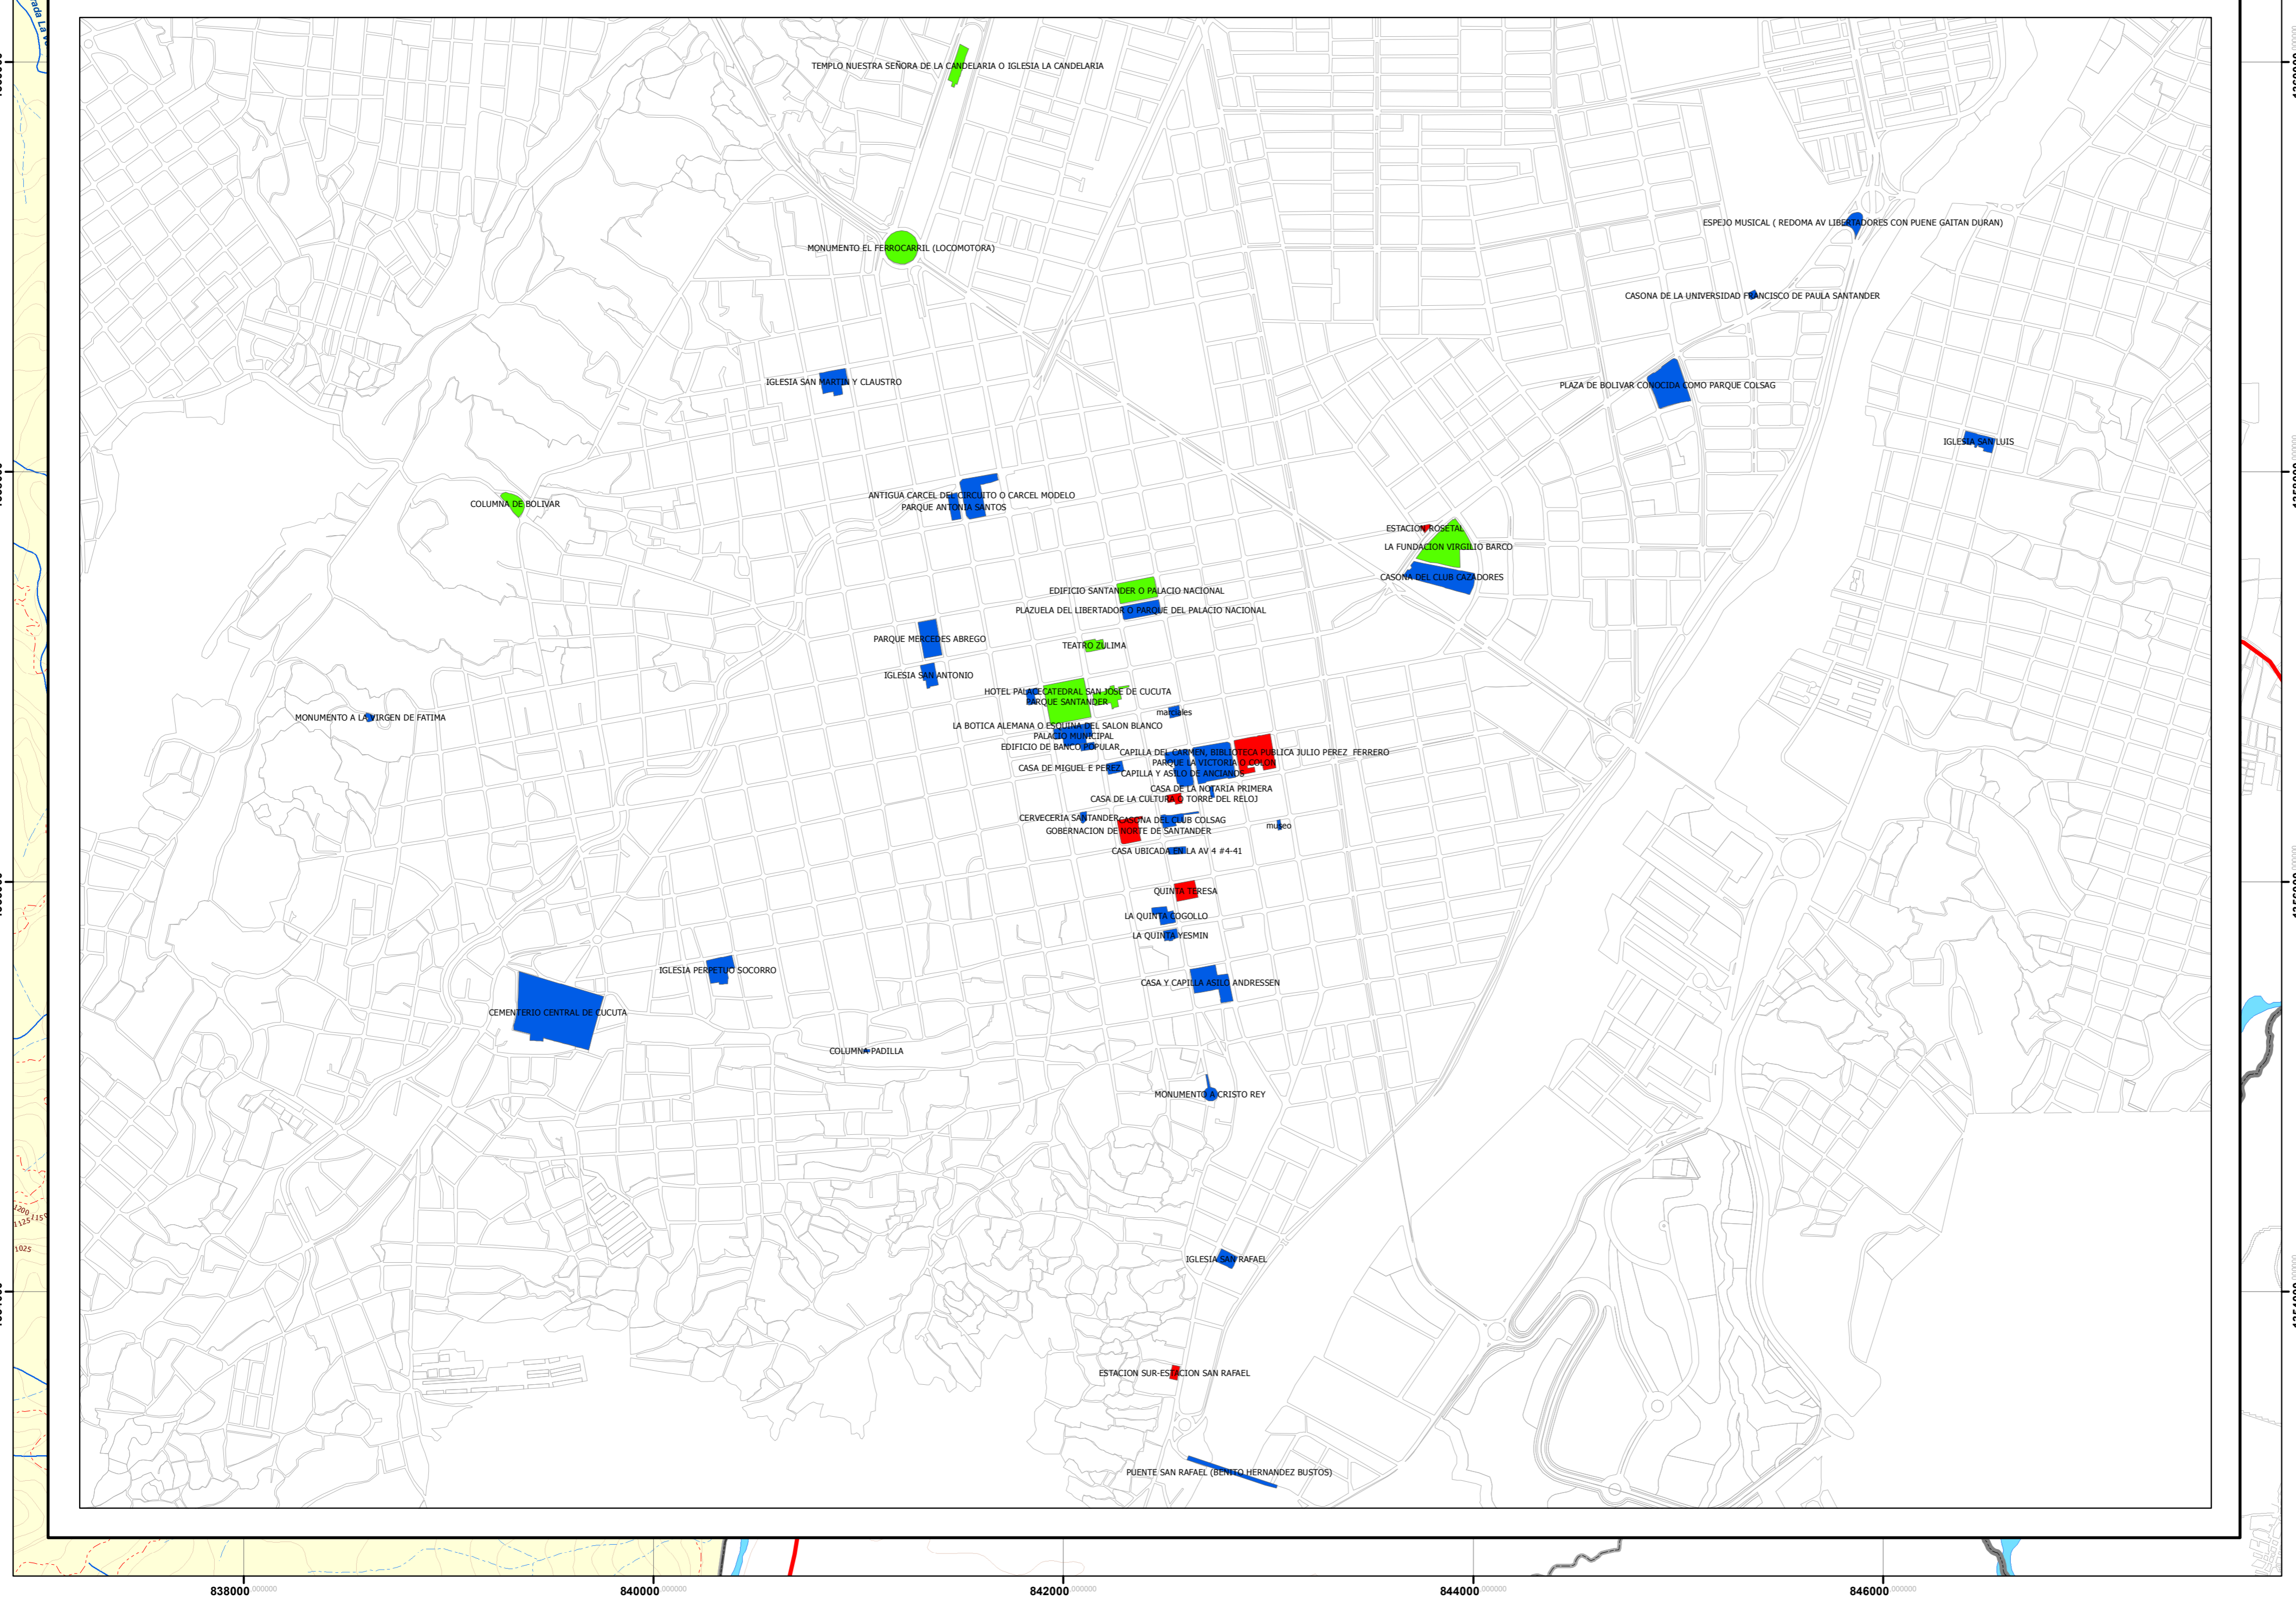 TEMPLO NUESTRA SEÑORA DE LA CANDELARIA O IGLESIA LA CANDELARIA
ESPEJO MUSICAL ( REDOMA AV LIBERTADORES CON PUENE GAITAN DURAN)
MONUMENTO EL FERROCARRIL (LOCOMOTORA)
CASONA DE LA UNIVERSIDAD FRANCISCO DE PAULA SANTANDER
IGLESIA SAN MARTIN Y CLAUSTRO
PLAZA DE BOLIVAR CONOCIDA COMO PARQUE COLSAG
IGLESIA SAN LUIS
ANTIGUA CARCEL DEL CIRCUITO O CARCEL MODELO
COLUMNA DE BOLIVAR
PARQUE ANTONIA SANTOS
ESTACION ROSETAL
LA FUNDACION VIRGILIO BARCO
CASONA DEL CLUB CAZADORES
EDIFICIO SANTANDER O PALACIO NACIONAL
PLAZUELA DEL LIBERTADOR O PARQUE DEL PALACIO NACIONAL
PARQUE MERCEDES ABREGO
TEATRO ZULIMA
IGLESIA SAN ANTONIO
HOTEL PALACECATEDRAL SAN JOSE DE CUCUTA
PARQUE SANTANDER
marciales
MONUMENTO A LA VIRGEN DE FATIMA
LA BOTICA ALEMANA O ESQUINA DEL SALON BLANCO
PALACIO MUNICIPAL
EDIFICIO DE BANCO POPULAR
CAPILLA DEL CARMEN, BIBLIOTECA PUBLICA JULIO PEREZ FERRERO
PARQUE LA VICTORIA O COLON
CASA DE MIGUEL E PEREZ
CAPILLA Y ASILO DE ANCIANOS
CASA DE LA NOTARIA PRIMERA
CASA DE LA CULTURA O TORRE DEL RELOJ
CERVECERIA SANTANDER
CASONA DEL CLUB COLSAG
museo
GOBERNACION DE NORTE DE SANTANDER
CASA UBICADA EN LA AV 4 #4-41
QUINTA TERESA
LA QUINTA COGOLLO
LA QUINTA YESMIN
IGLESIA PERPETUO SOCORRO
CASA Y CAPILLA ASILO ANDRESSEN
CEMENTERIO CENTRAL DE CUCUTA
COLUMNA PADILLA
MONUMENTO A CRISTO REY
1200
1125
1025
IGLESIA SAN RAFAEL
ESTACION SUR-ESTACION SAN RAFAEL
PUENTE SAN RAFAEL (BENITO HERNANDEZ BUSTOS)
838000.000000 840000.000000 842000.000000 844000.000000 846000.000000